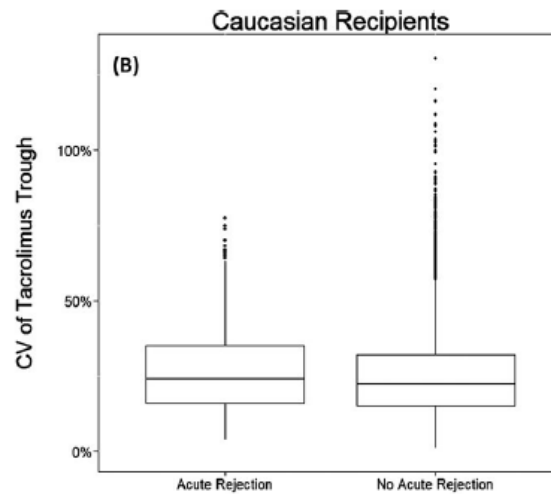 Caucasian Recipients
(B)
100%
50%
0%
CV of Tacrolimus Trough
Acute Rejection
No Acute Rejection